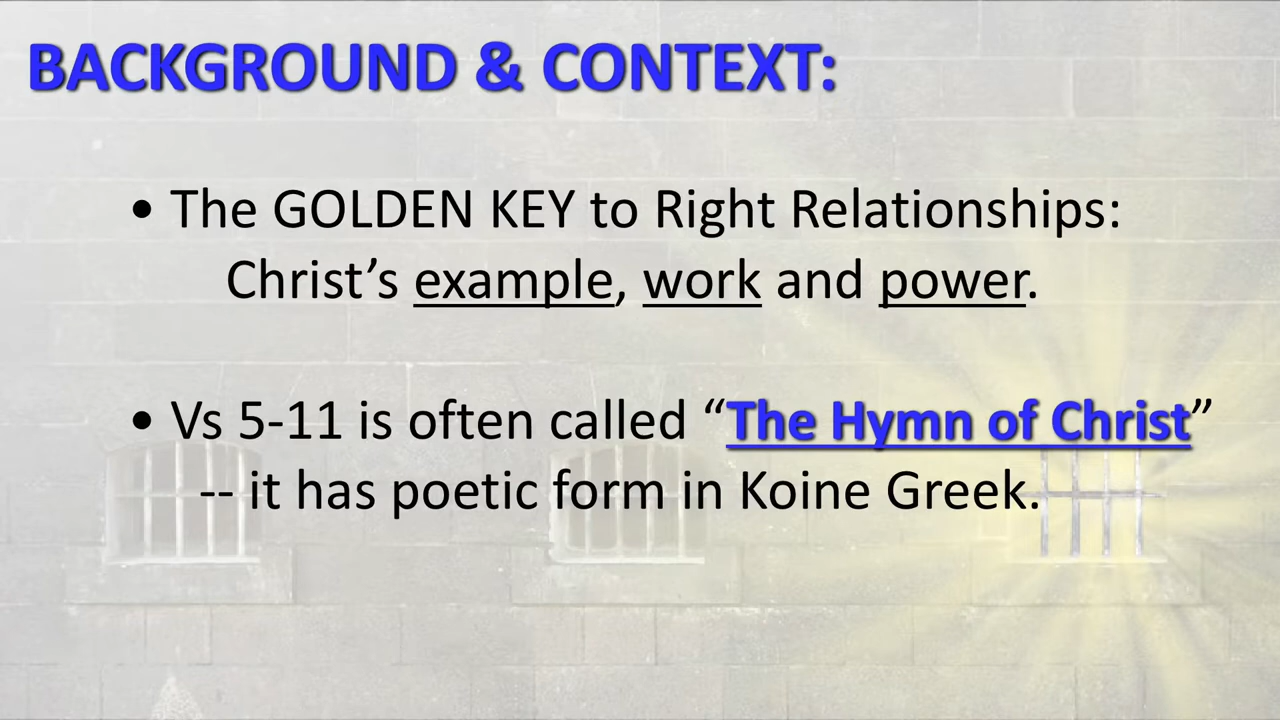 BACKGROUND & CONTEXT:
• The GOLDEN KEY to Right Relationships:
Christ’s example, work and power.
• Vs 5-11 is often called “The Hymn of Christ”
-- it has poetic form in Koine Greek.